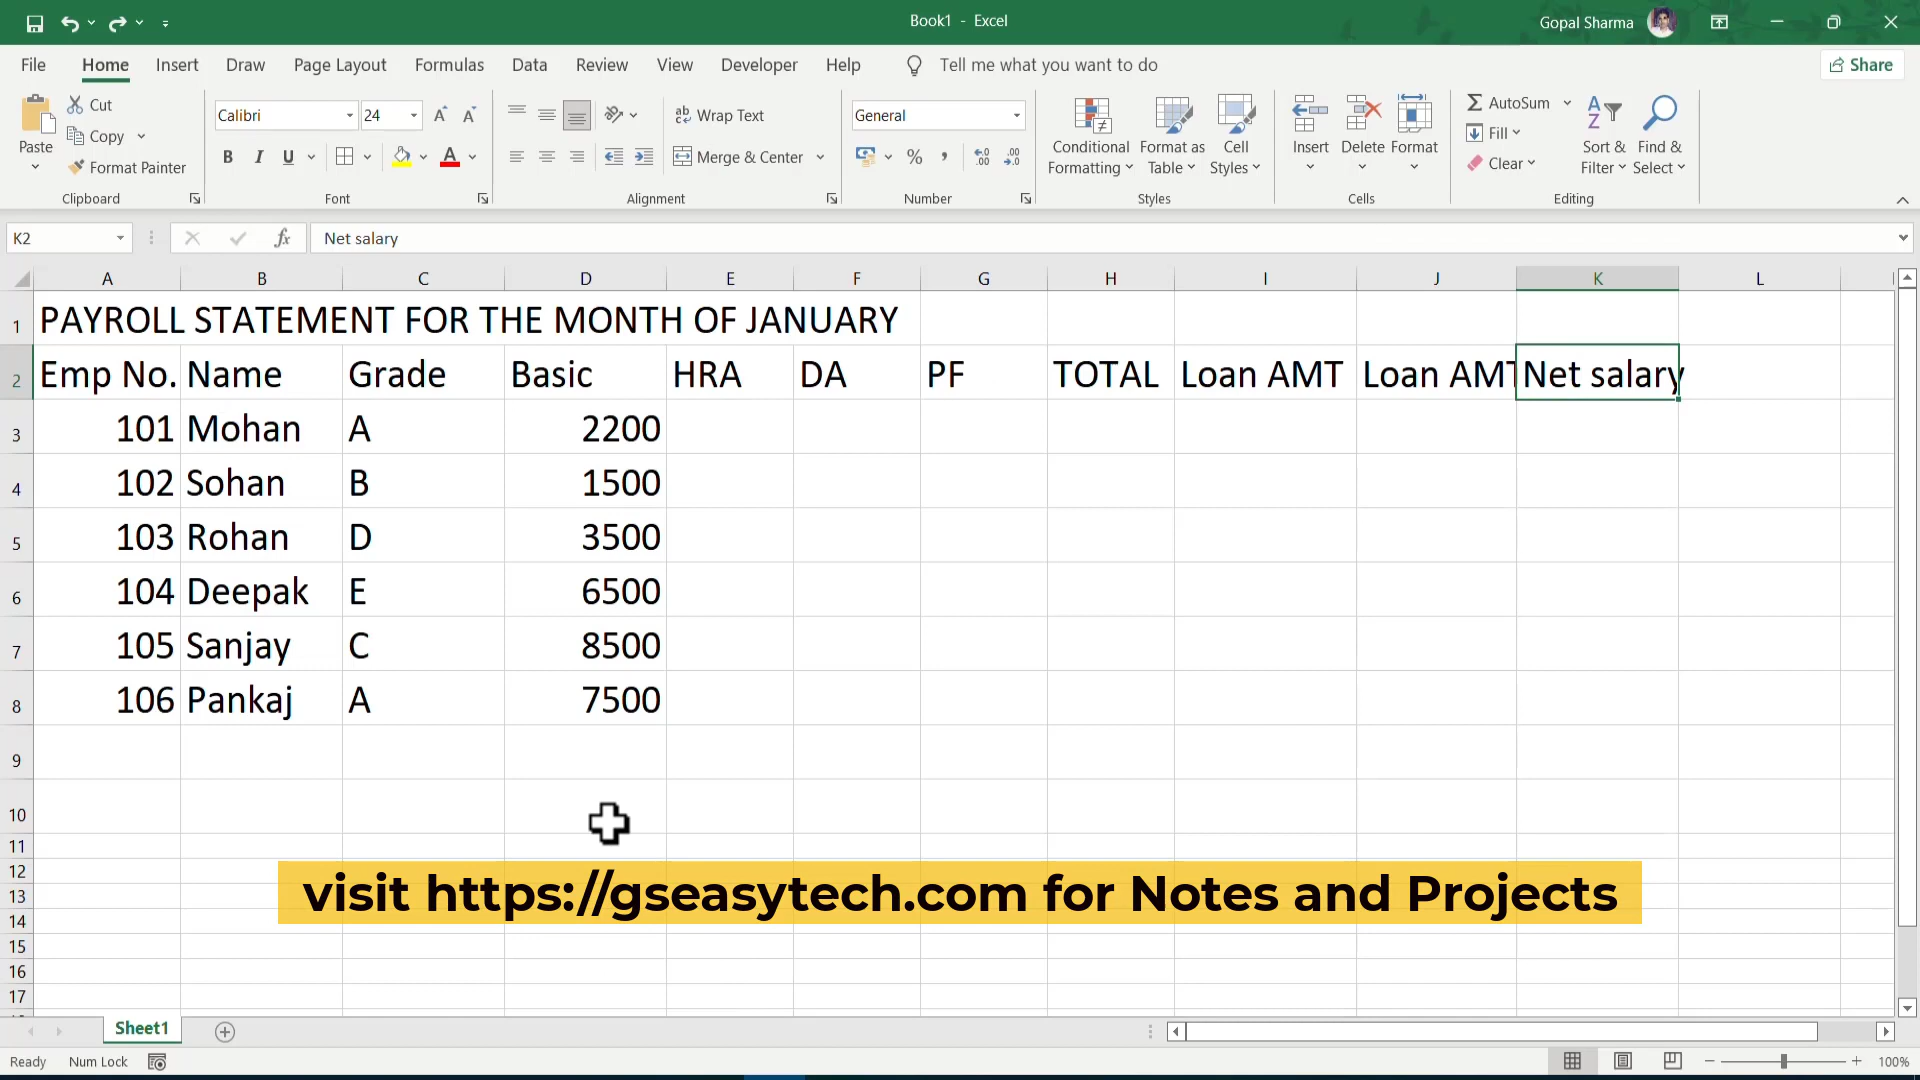 Book1 - Excel
Gopal Sharma
File Home Insert Draw Page Layout Formulas Data Review View Developer Help Tell me what you want to do Share
Paste
Cut
Copy
Format Painter
Clipboard
Calibri 24
B I U
Font
Wrap Text
Merge & Center
Alignment
General
Number
Conditional Formatting
Format as Table
Cell Styles
Styles
Insert Delete Format
Cells
AutoSum
Fill
Clear
Sort & Filter
Find & Select
Editing
K2 fx Net salary
A B C D E F G H I J K L
1 PAYROLL STATEMENT FOR THE MONTH OF JANUARY
2 Emp No. Name Grade Basic HRA DA PF TOTAL Loan AMT Loan AMT Net salary
3 101 Mohan A 2200
4 102 Sohan B 1500
5 103 Rohan D 3500
6 104 Deepak E 6500
7 105 Sanjay C 8500
8 106 Pankaj A 7500
9
10
11
12
visit https://gseasytech.com for Notes and Projects
13
14
15
16
17
Sheet1
Ready Num Lock 100%